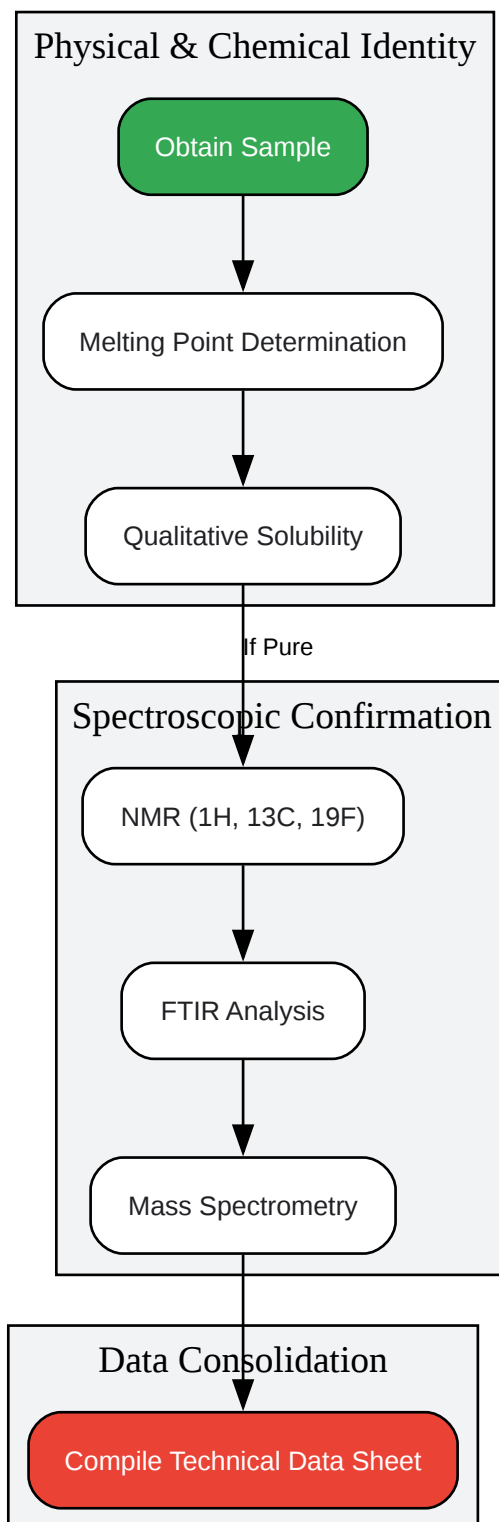 Physical & Chemical Identity
Obtain Sample
Melting Point Determination
Qualitative Solubility
If Pure
Spectroscopic Confirmation
NMR (1H, 13C, 19F)
FTIR Analysis
Mass Spectrometry
Data Consolidation
Compile Technical Data Sheet